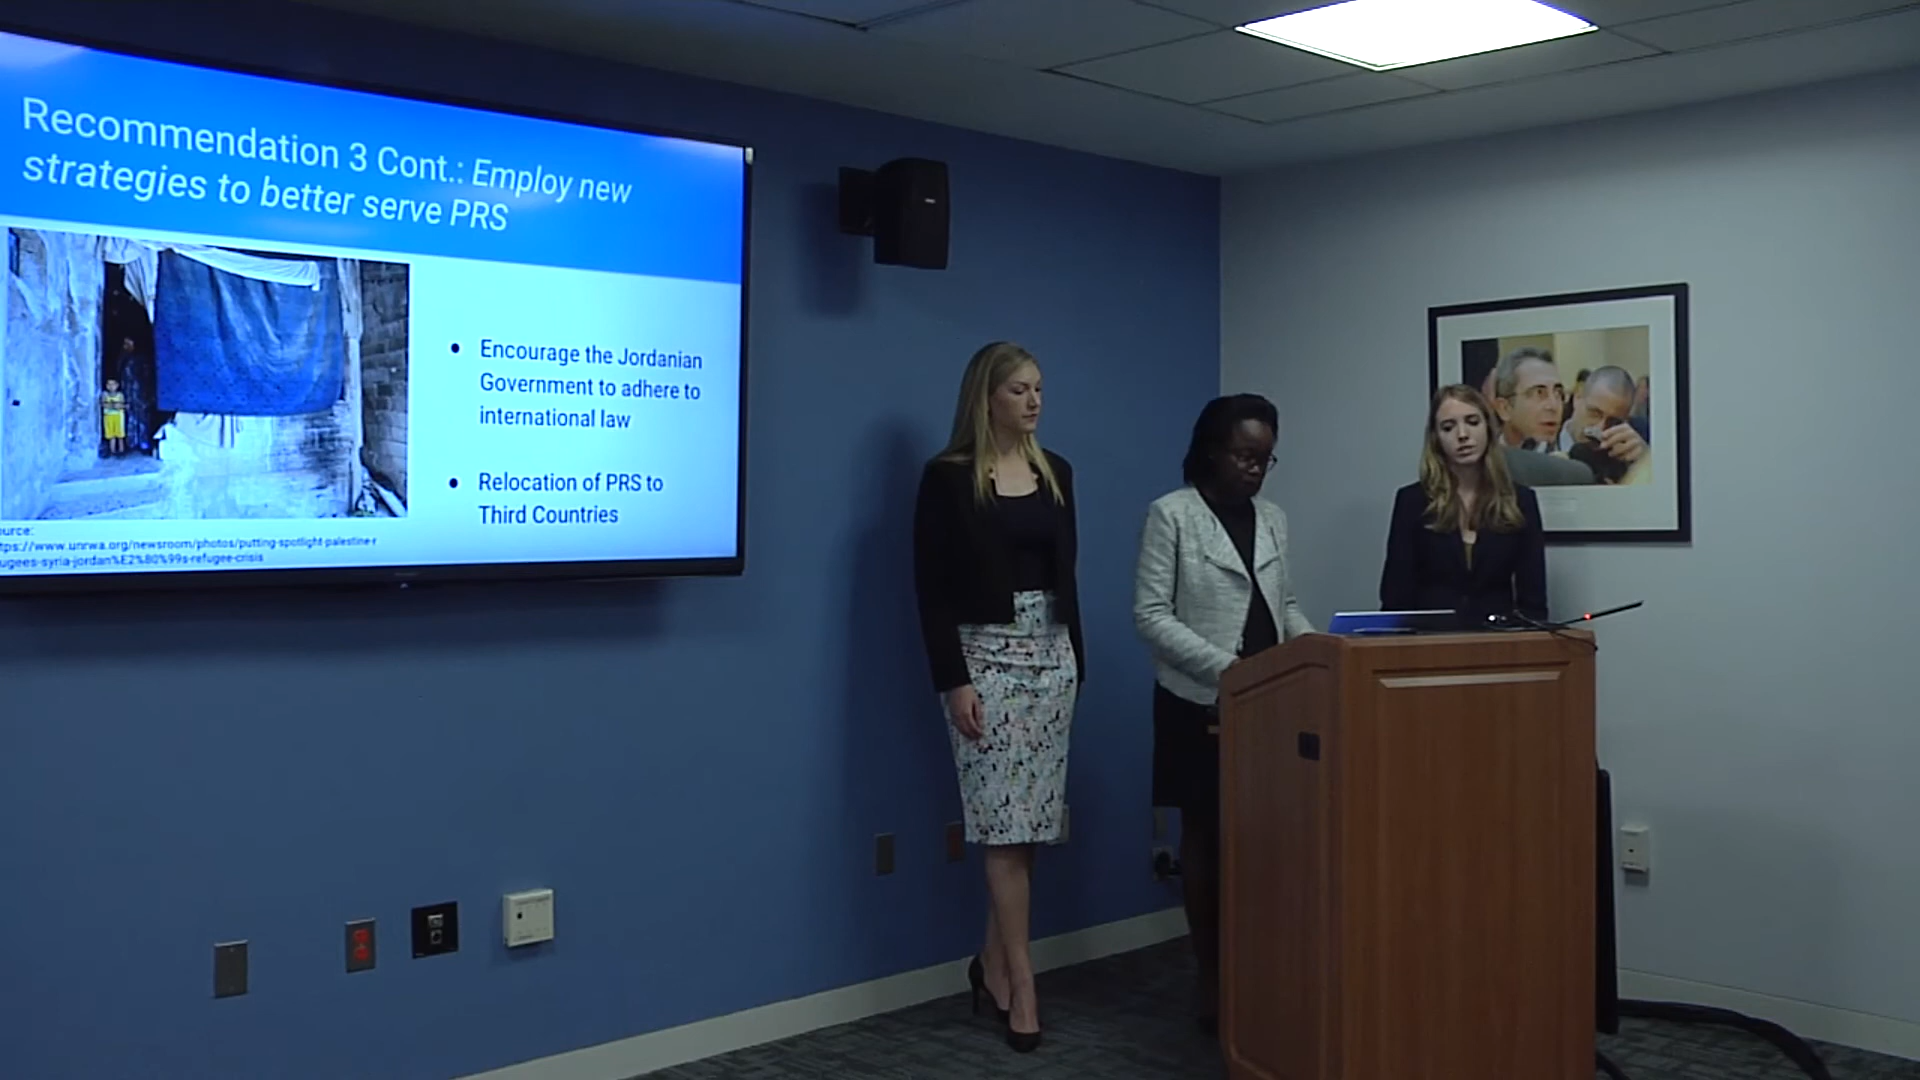 Recommendation 3 Cont.: Employ new
strategies to better serve PRS
• Encourage the Jordanian
Government to adhere to
international law
• Relocation of PRS to
Third Countries
urce:
tps://www.unrwa.org/newsroom/photos/putting-spotlight-palestine-r
ugees-syria-jordan%E2%80%99s-refugee-crisis